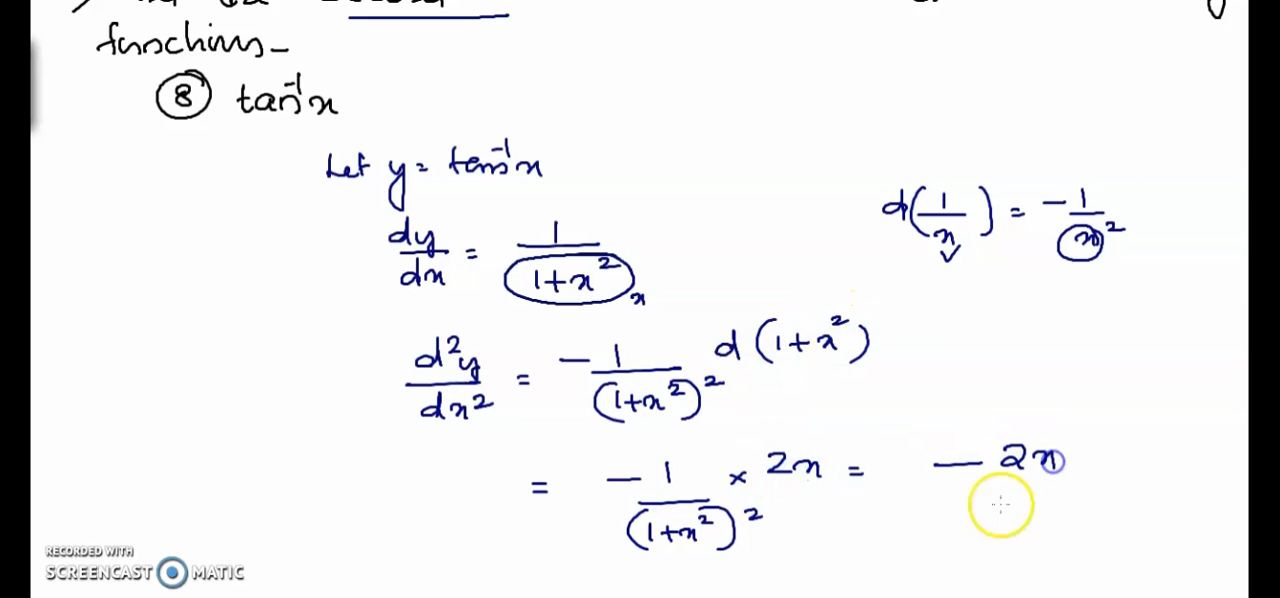 functions_
⑧ tan⁻¹x
Let y = tan⁻¹x
d(1/x) = -1/x²
dy/dx = 1/(1+x²) x
d²y/dx² = -1/(1+x²)² d(1+x²)
= -1/(1+x²)² × 2x = -2x
RECORDED WITH
SCREENCAST MATIC